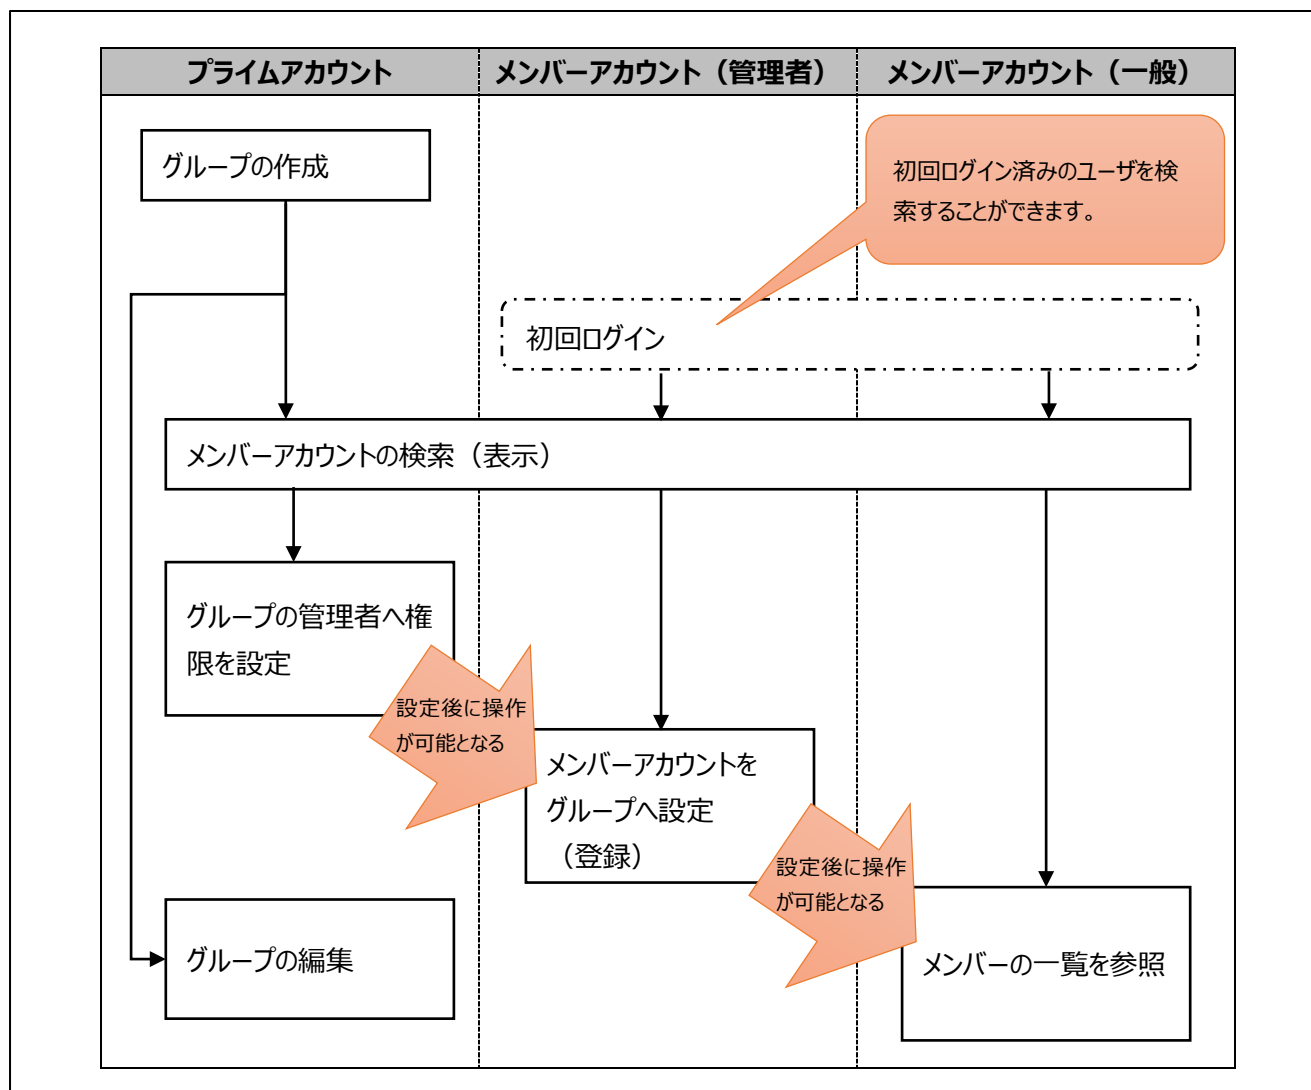 プライムアカウント
メンバーアカウント（管理者）
メンバーアカウント（一般）
グループの作成
初回ログイン済みのユーザを検
索することができます。
初回ログイン
メンバーアカウントの検索（表示）
グループの管理者へ権
限を設定
設定後に操作
が可能となる
メンバーアカウントを
グループへ設定
（登録）
設定後に操作
が可能となる
グループの編集
メンバーの一覧を参照